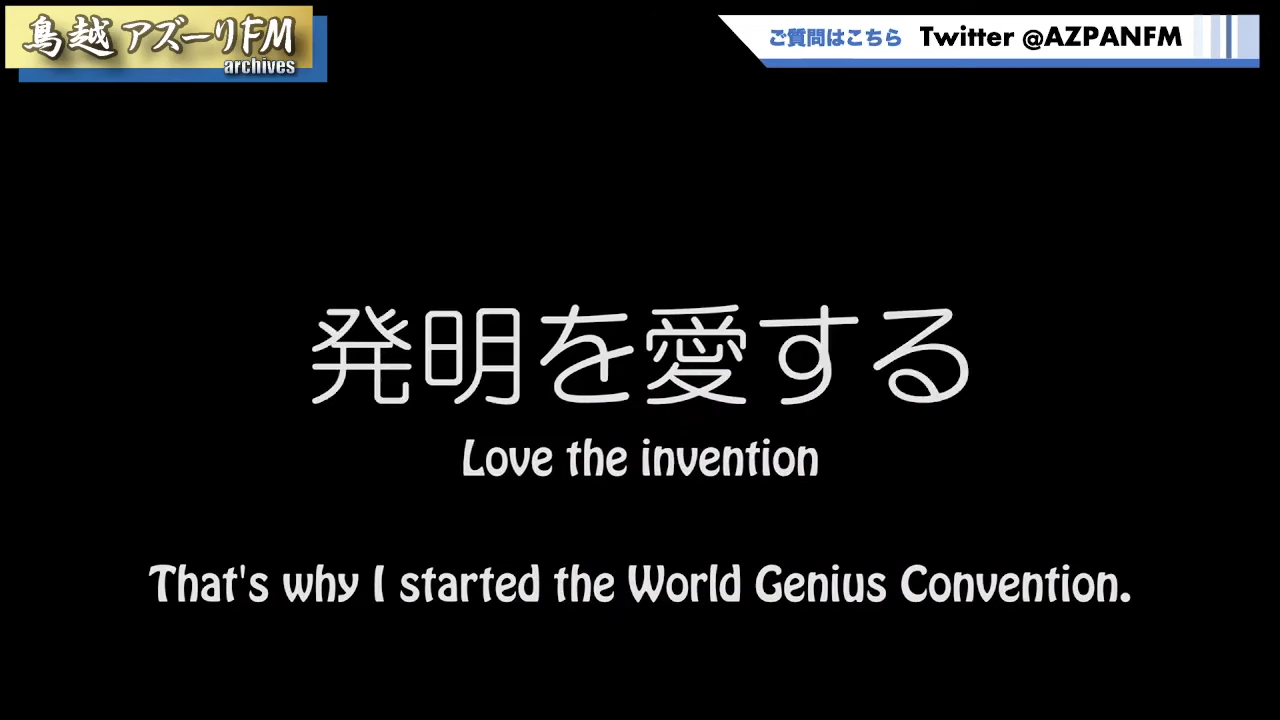 鳥越アズーリFM
archives
ご質問はこちら Twitter @AZPANFM
発明を愛する
Love the invention
That's why I started the World Genius Convention.